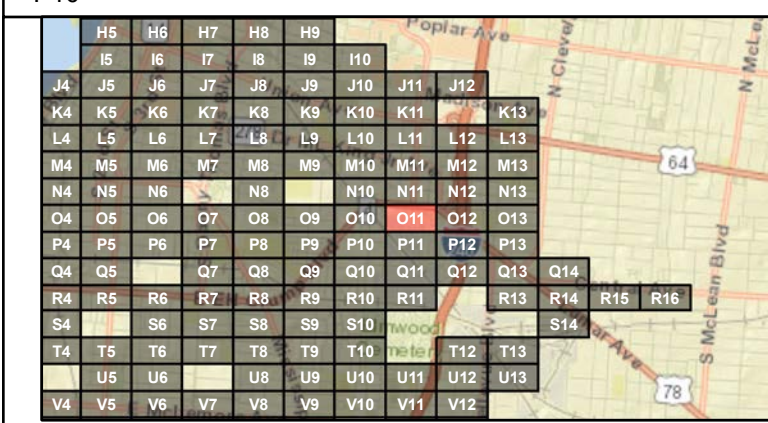 Poplar Ave
H5 H6 H7 H8 H9
I5 I6 I7 I8 I9 I10
J4 J5 J6 J7 J8 J9 J10 J11 J12
K4 K5 K6 K7 K8 K9 K10 K11 K13
L4 L5 L6 L7 L8 L9 L10 L11 L12 L13
M4 M5 M6 M7 M8 M9 M10 M11 M12 M13
64
N4 N5 N6 N8 N10 N11 N12 N13
O4 O5 O6 O7 O8 O9 O10 O11 O12 O13
P4 P5 P6 P7 P8 P9 P10 P11 P12 P13
S McLean Blvd
Q4 Q5 Q7 Q8 Q9 Q10 Q11 Q12 Q13 Q14
R4 R5 R6 R7 R8 R9 R10 R11 R13 R14 R15 R16
S4 S6 S7 S8 S9 S10 S14
T4 T5 T6 T7 T8 T9 T10 T12 T13
U5 U6 U8 U9 U10 U11 U12 U13
78
V4 V5 V6 V7 V8 V9 V10 V11 V12